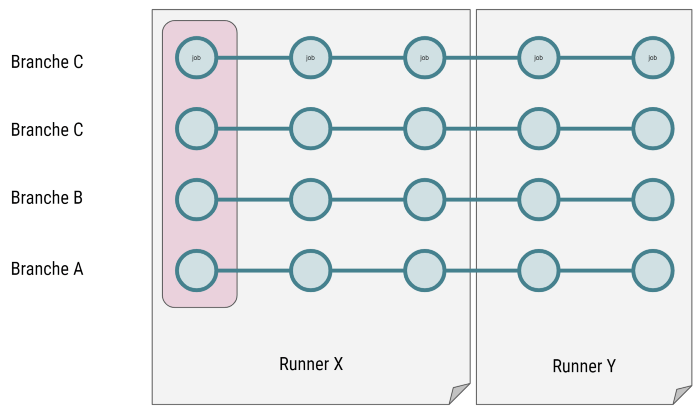 Branche C
job job job job job
Branche C
Branche B
Branche A
Runner X
Runner Y